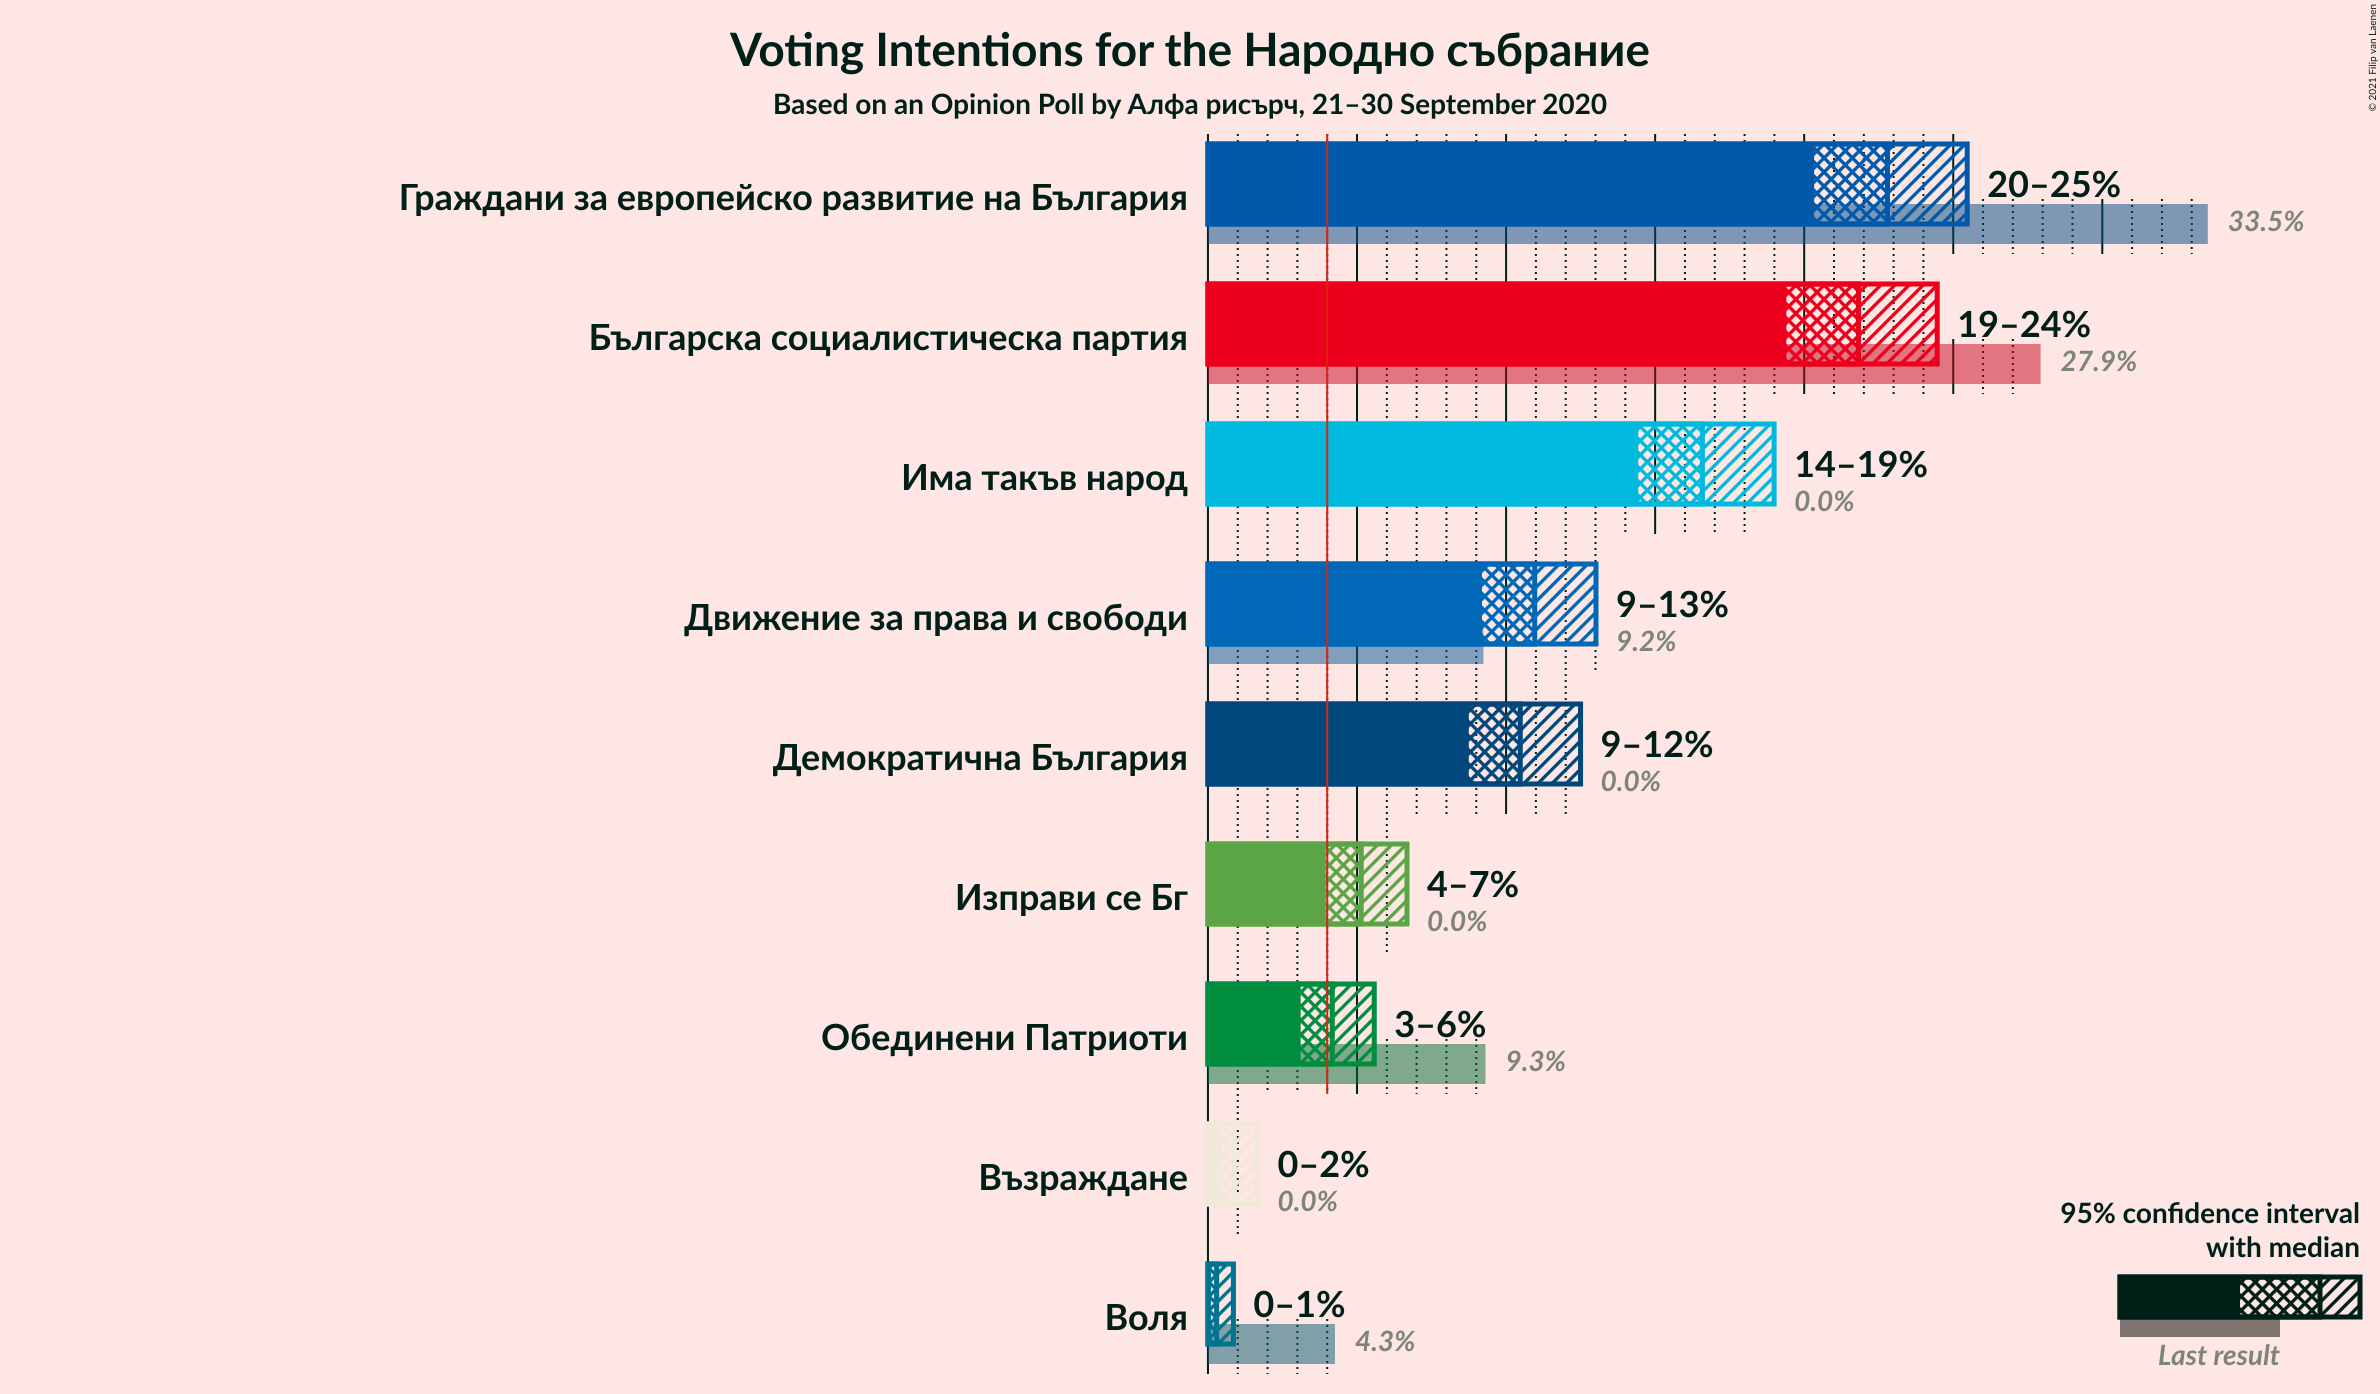 Voting Intentions for the Народно събрание
Based on an Opinion Poll by Алфа рисърч, 21–30 September 2020
© 2021 Filip van Laenen
Граждани за европейско развитие на България
20–25%
33.5%
Българска социалистическа партия
19–24%
27.9%
Има такъв народ
14–19%
0.0%
Движение за права и свободи
9–13%
9.2%
Демократична България
9–12%
0.0%
Изправи се Бг
4–7%
0.0%
Обединени Патриоти
3–6%
9.3%
Възраждане
0–2%
0.0%
Воля
0–1%
4.3%
95% confidence interval
with median
Last result